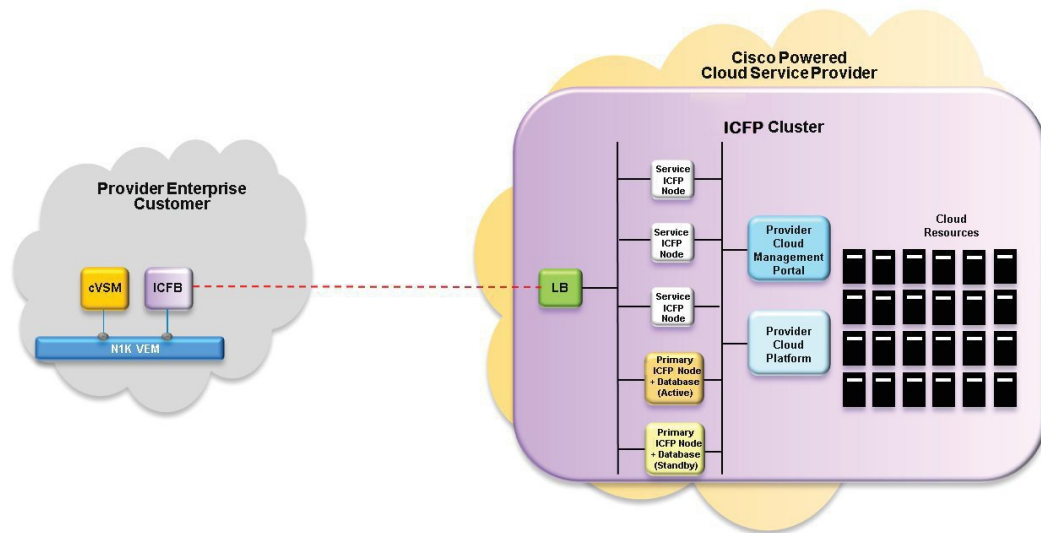 Cisco Powered
Cloud Service Provider
ICFP Cluster
Provider Enterprise
Customer
cVSM
ICFB
N1K VEM
LB
Service
ICFP
Node
Service
ICFP
Node
Service
ICFP
Node
Primary
ICFP Node
+ Database
(Active)
Primary
ICFP Node
+ Database
(Standby)
Provider
Cloud
Management
Portal
Provider
Cloud
Platform
Cloud
Resources